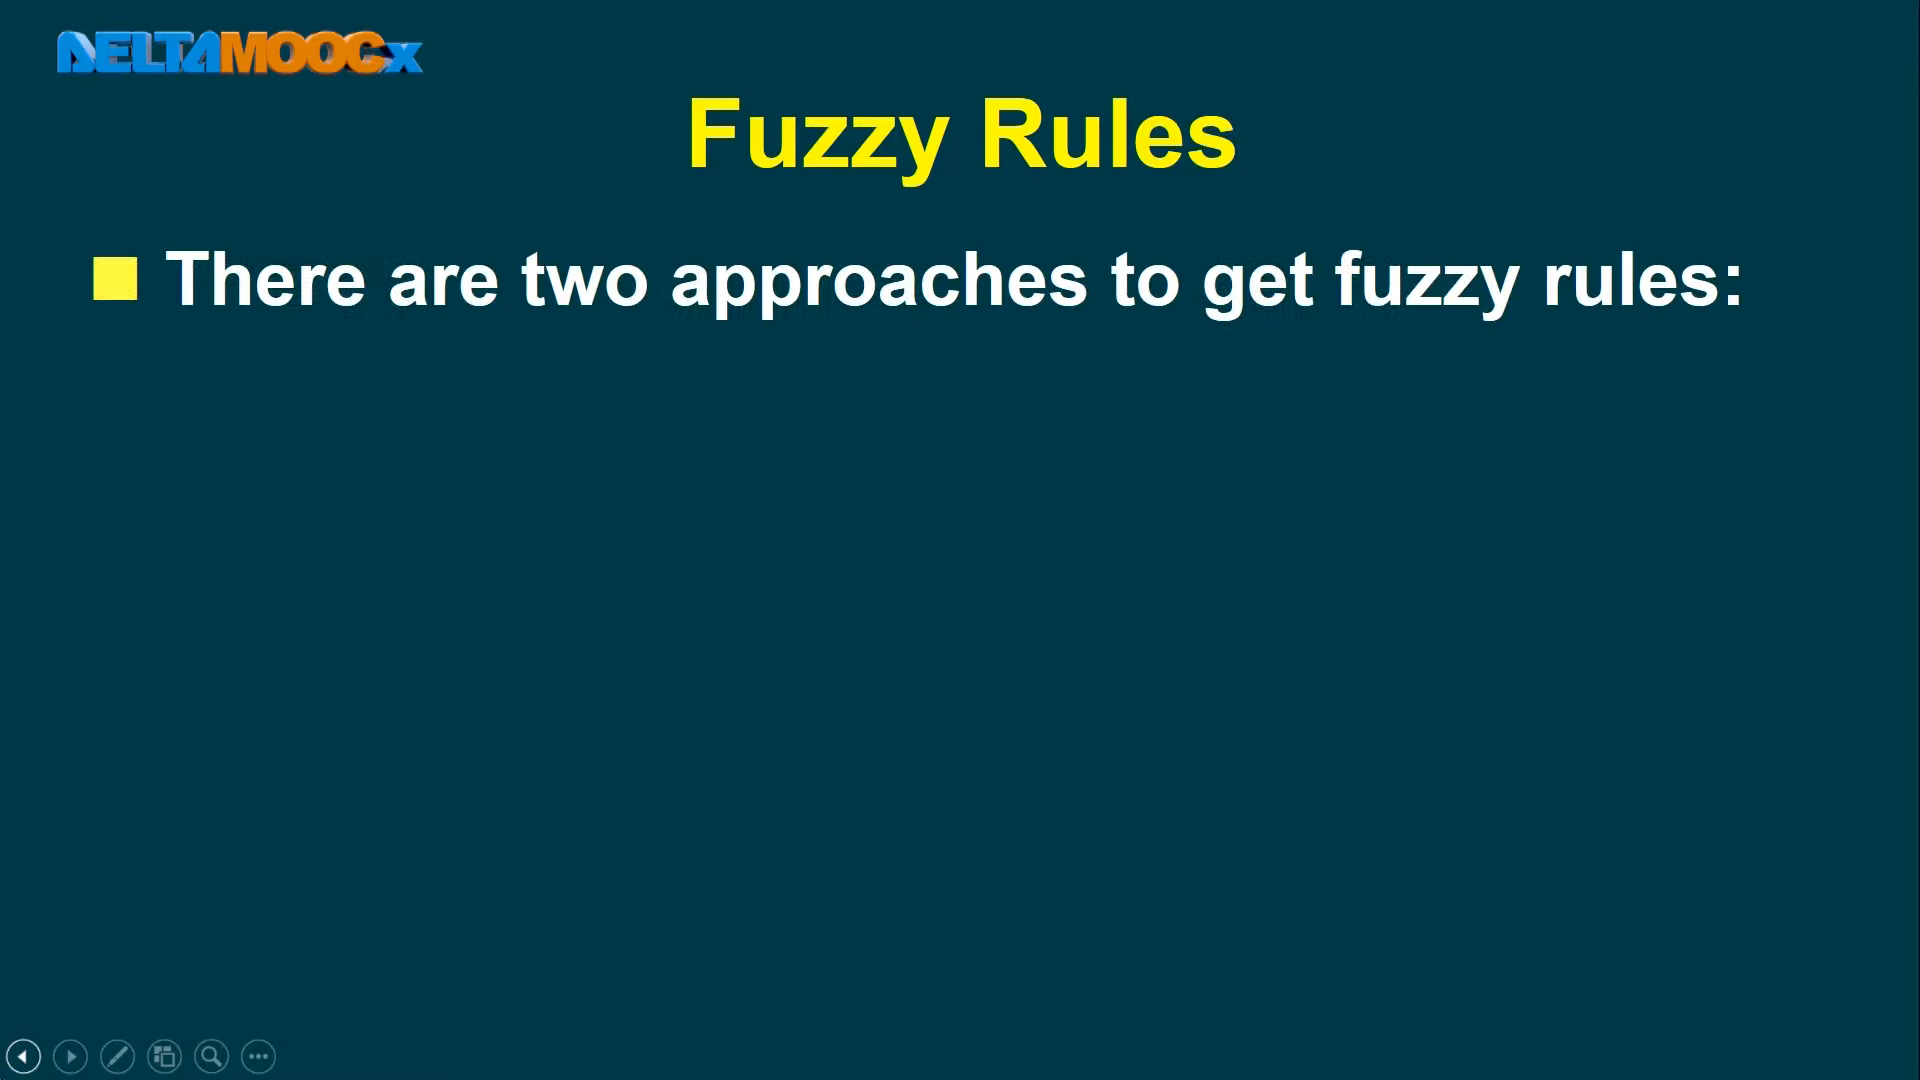 DELTAMOOCx
Fuzzy Rules
There are two approaches to get fuzzy rules: